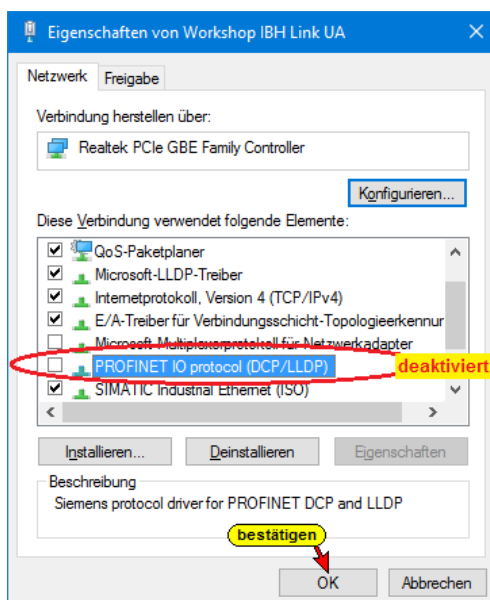 Eigenschaften von Workshop IBH Link UA
Netzwerk Freigabe
Verbindung herstellen über:
Realtek PCIe GBE Family Controller
Konfigurieren...
Diese Verbindung verwendet folgende Elemente:
QoS-Paketplaner
Microsoft-LLDP-Treiber
Internetprotokoll, Version 4 (TCP/IPv4)
E/A-Treiber für Verbindungsschicht-Topologieerkennur
Microsoft-Multiplexorprotokoll für Netzwerkadapter
PROFINET IO protocol (DCP/LLDP) deaktiviert
SIMATIC Industrial Ethernet (ISO)
Installieren... Deinstallieren Eigenschaften
Beschreibung
Siemens protocol driver for PROFINET DCP and LLDP
bestätigen
OK Abbrechen